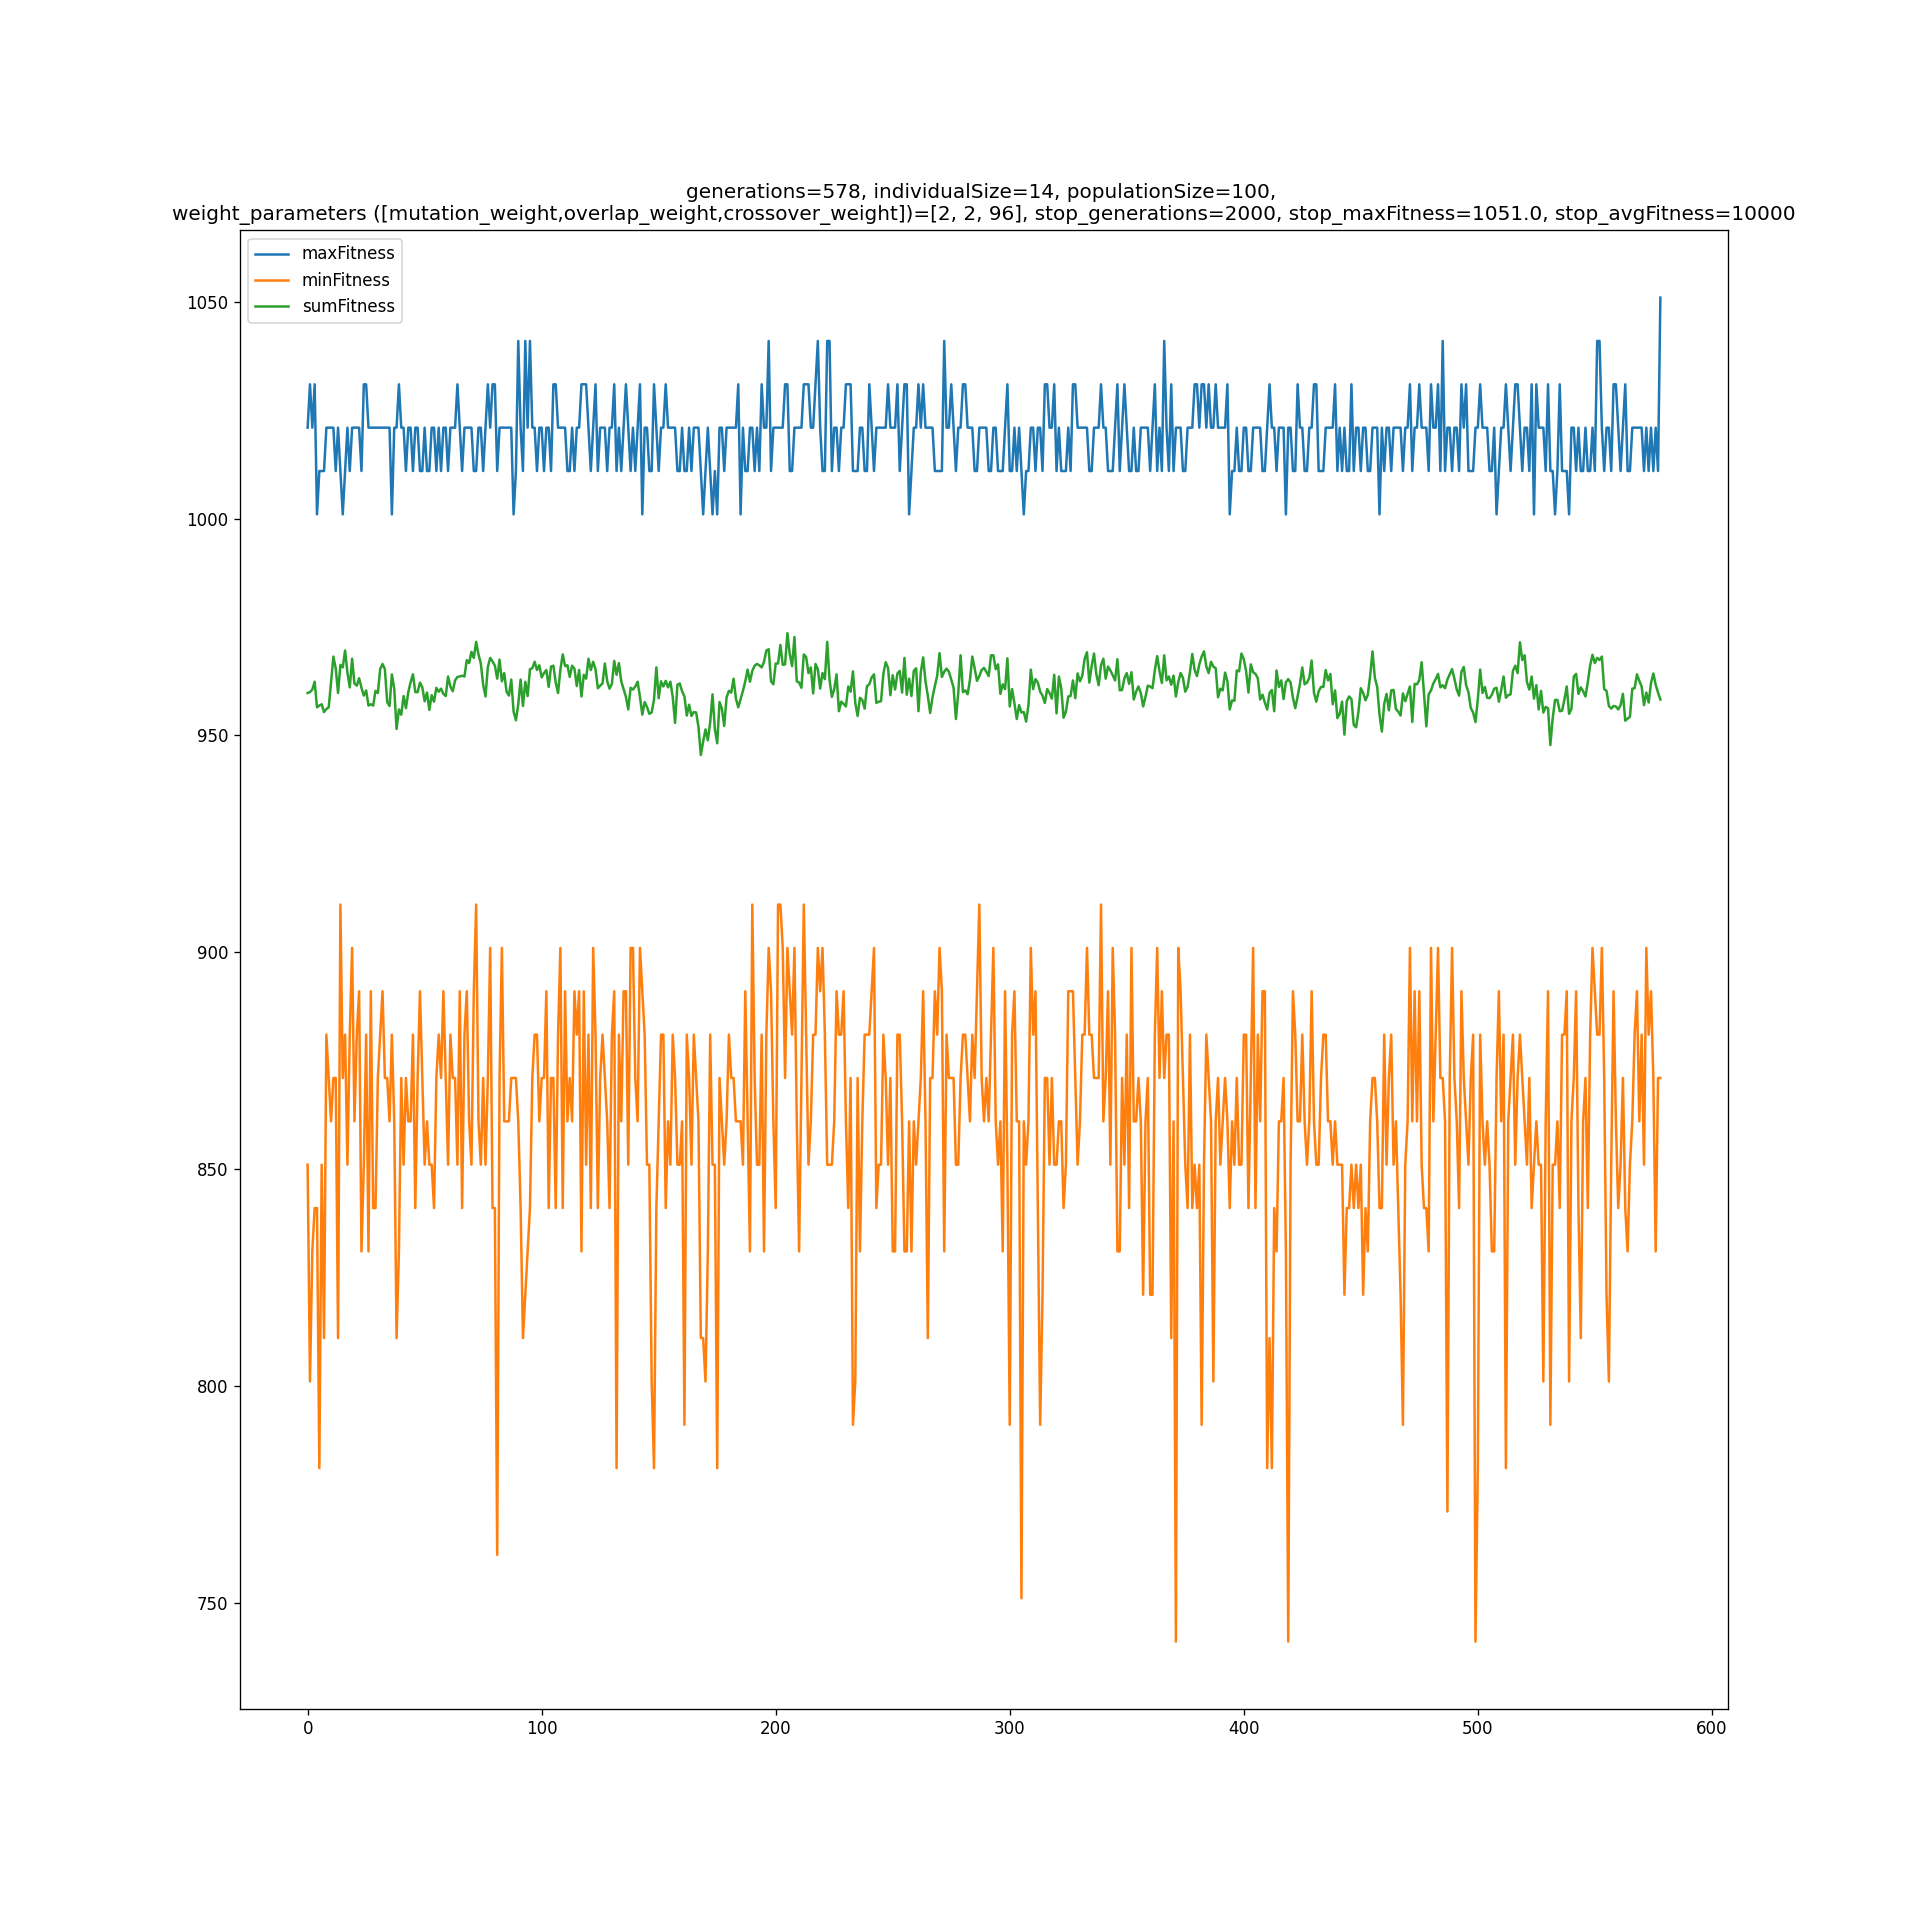 generations=578, individualSize=14, populationSize=100,
weight_parameters ([mutation_weight,overlap_weight,crossover_weight])=[2, 2, 96], stop_generations=2000, stop_maxFitness=1051.0, stop_avgFitness=10000
maxFitness
minFitness
sumFitness
1050
1000
950
900
850
800
750
0 100 200 300 400 500 600